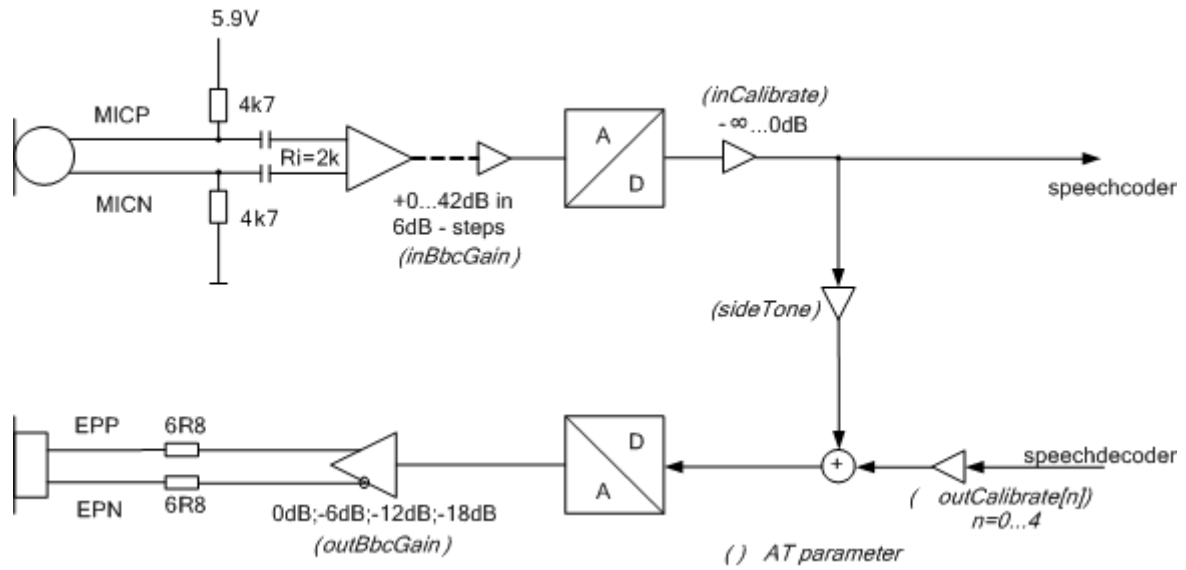 5.9V
4k7
MICP
Ri=2k
MICN
4k7
+0...42dB in
6dB - steps
(inBbcGain)
A
D
(inCalibrate)
-∞...0dB
speechcoder
(sideTone)
EPP
6R8
EPN
6R8
0dB;-6dB;-12dB;-18dB
(outBbcGain)
D
A
+
speechdecoder
( outCalibrate[n])
n=0...4
( ) AT parameter